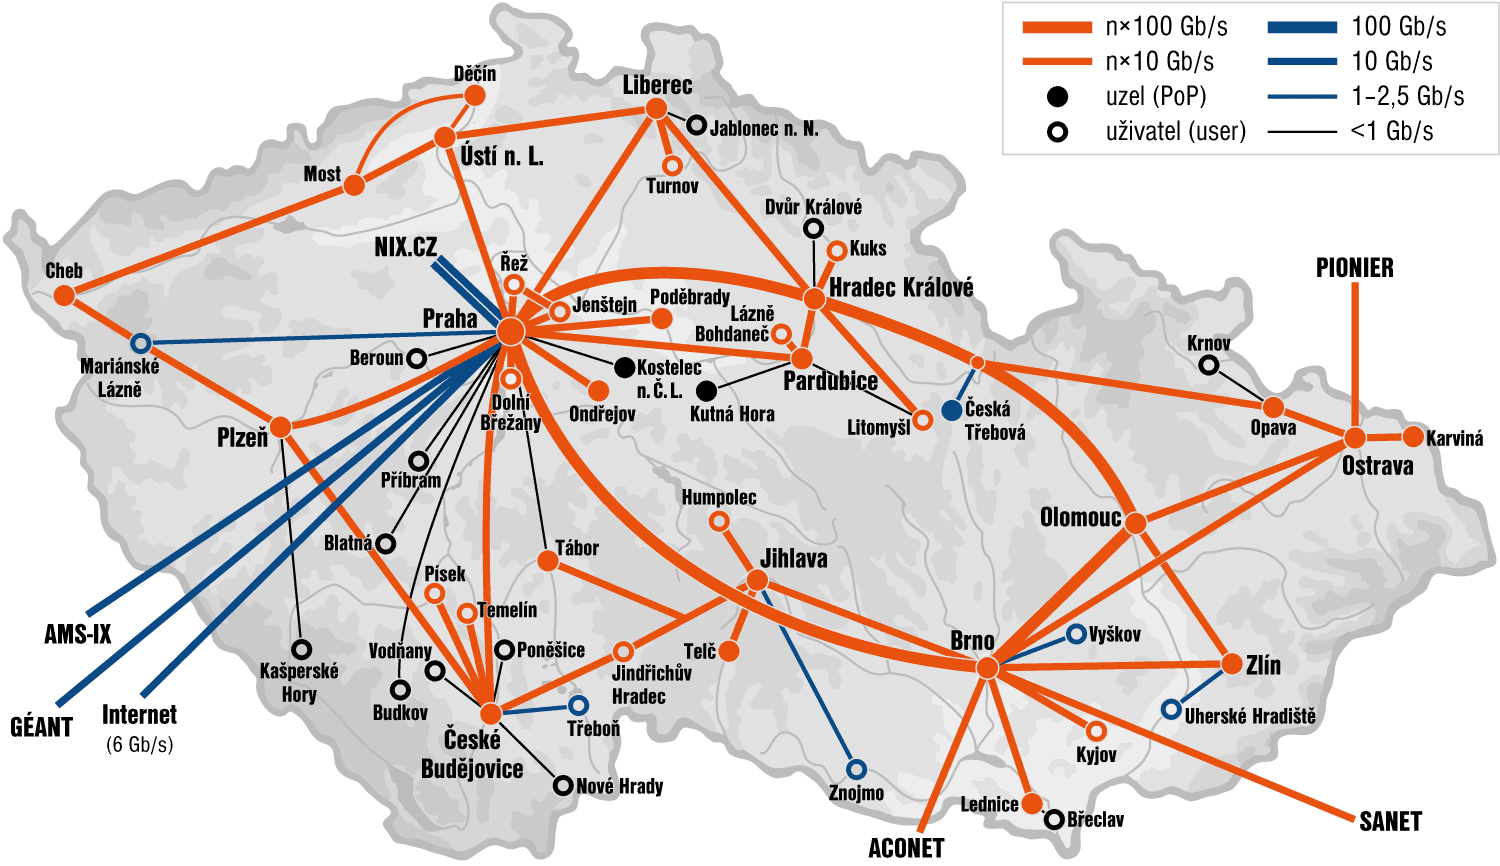 n×100 Gb/s
100 Gb/s
n×10 Gb/s
10 Gb/s
uzel (PoP)
1–2,5 Gb/s
uživatel (user)
<1 Gb/s
Děčín
Liberec
Jablonec n. N.
Ústí n. L.
Most
Turnov
Dvůr Králové
Kuks
NIX.CZ
Řež
Cheb
Hradec Králové
PIONIER
Jenštejn
Poděbrady
Praha
Lázně
Bohdaneč
Krnov
Mariánské
Lázně
Beroun
Kostelec
n. Č. L.
Pardubice
Dolní
Břežany
Ondřejov
Kutná Hora
Česká
Třebová
Litomyšl
Opava
Karviná
Plzeň
Ostrava
Příbram
Humpolec
Olomouc
Blatná
Tábor
Jihlava
Písek
Temelín
AMS-IX
Vyškov
Brno
Vodňany
Poněšice
Telč
Zlín
Kašperské
Hory
Jindřichův
Hradec
Budkov
GÉANT
Internet
(6 Gb/s)
Třeboň
Uherské Hradiště
České
Budějovice
Kyjov
Nové Hrady
Znojmo
Lednice
Břeclav
SANET
ACONET